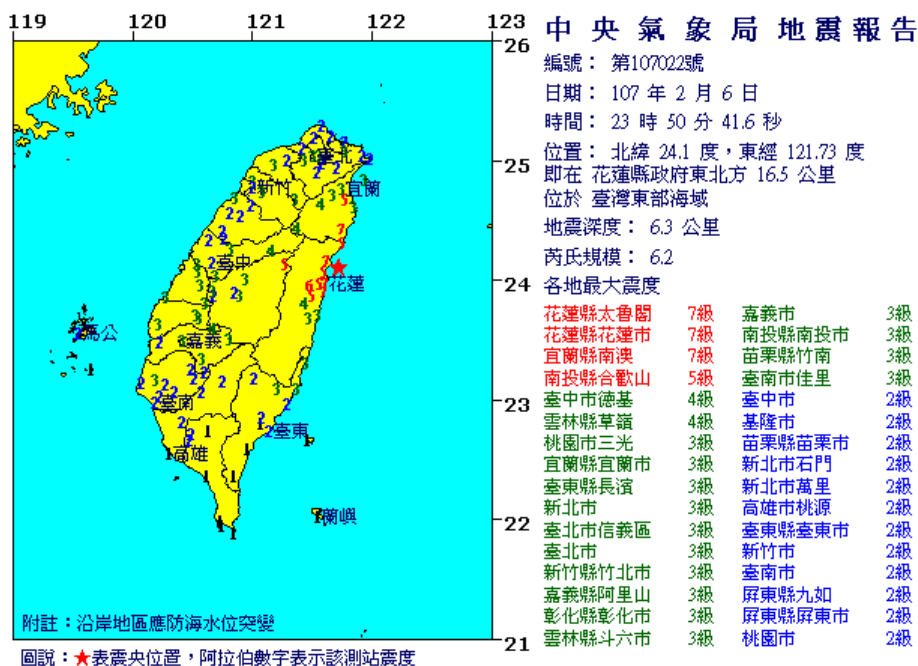 119 120 121 122 123
26
25
24
23
22
21
臺北
新竹
宜蘭
臺中
花蓮
馬公
嘉義
臺南
臺東
高雄
蘭嶼
附註：沿岸地區應防海水位突變
圖說：★表震央位置，阿拉伯數字表示該測站震度
中央氣象局地震報告
編號： 第107022號
日期： 107 年 2 月 6 日
時間： 23 時 50 分 41.6 秒
位置： 北緯 24.1 度，東經 121.73 度
即在 花蓮縣政府東北方 16.5 公里
位於 臺灣東部海域
地震深度： 6.3 公里
芮氏規模： 6.2
各地最大震度
花蓮縣太魯閣 7級 嘉義市 3級
花蓮縣花蓮市 7級 南投縣南投市 3級
宜蘭縣南澳 7級 苗栗縣竹南 3級
南投縣合歡山 5級 臺南市佳里 3級
臺中市德基 4級 臺中市 2級
雲林縣草嶺 4級 基隆市 2級
桃園市三光 3級 苗栗縣苗栗市 2級
宜蘭縣宜蘭市 3級 新北市石門 2級
臺東縣長濱 3級 新北市萬里 2級
新北市 3級 高雄市桃源 2級
臺北市信義區 3級 臺東縣臺東市 2級
臺北市 3級 新竹市 2級
新竹縣竹北市 3級 臺南市 2級
嘉義縣阿里山 3級 屏東縣九如 2級
彰化縣彰化市 3級 屏東縣屏東市 2級
雲林縣斗六市 3級 桃園市 2級